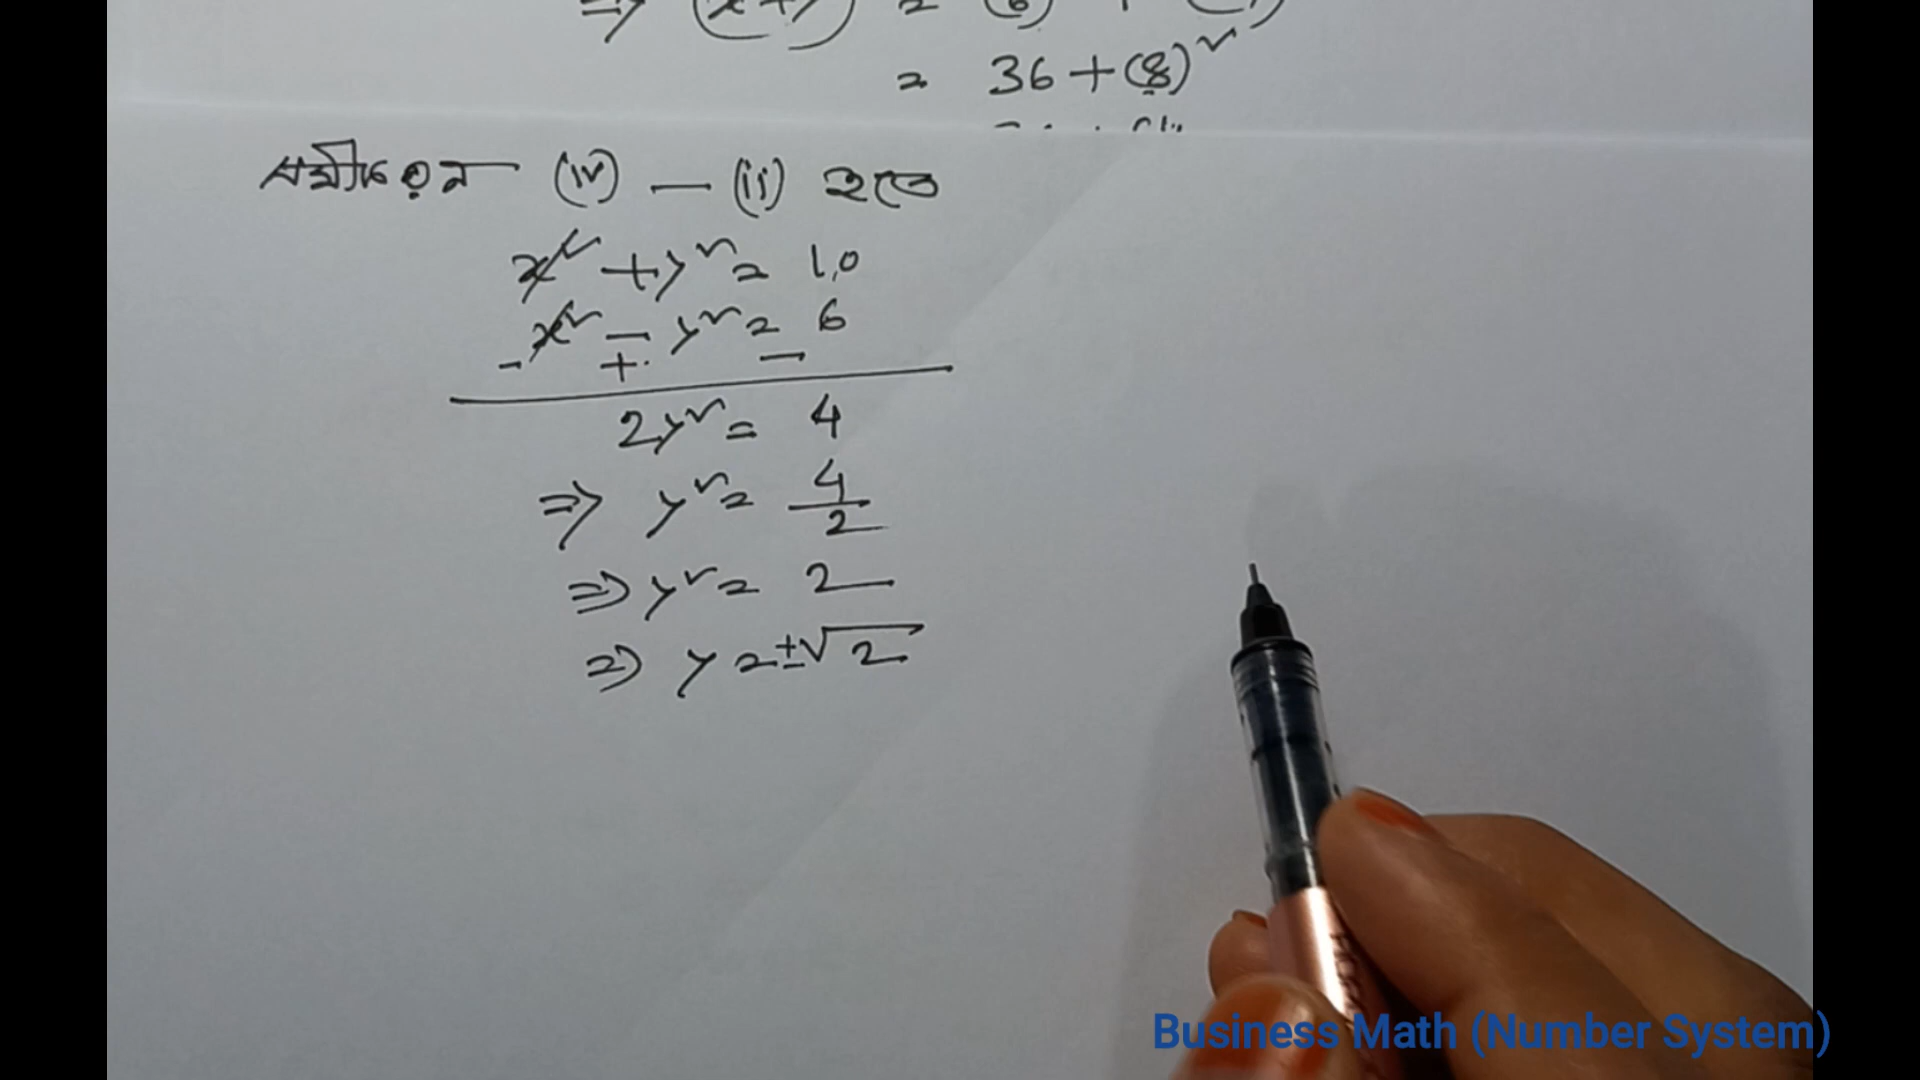 = 36 + (8)²
সমীকরণ (iv) — (ii) হতে
x² + y² = 10
x² − y² = 6
- + −
2y² = 4
⇒ y² = 4/2
⇒ y² = 2
⇒ y = ±√2
Business Math (Number System)